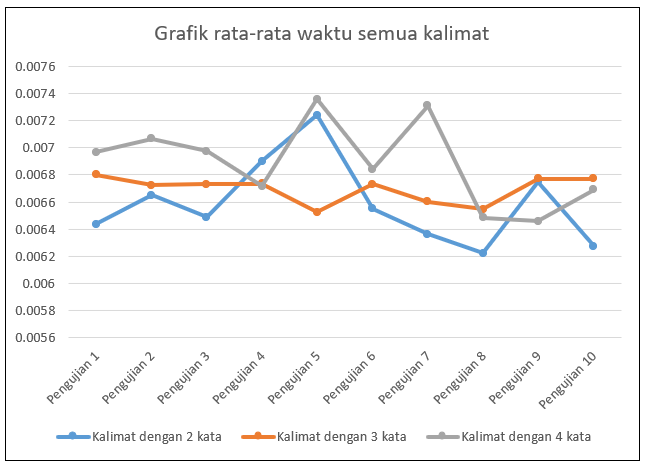 Grafik rata-rata waktu semua kalimat
0.0076
0.0074
0.0072
0.007
0.0068
0.0066
0.0064
0.0062
0.006
0.0058
0.0056
Pengujian 1
Pengujian 2
Pengujian 3
Pengujian 4
Pengujian 5
Pengujian 6
Pengujian 7
Pengujian 8
Pengujian 9
Pengujian 10
Kalimat dengan 2 kata
Kalimat dengan 3 kata
Kalimat dengan 4 kata